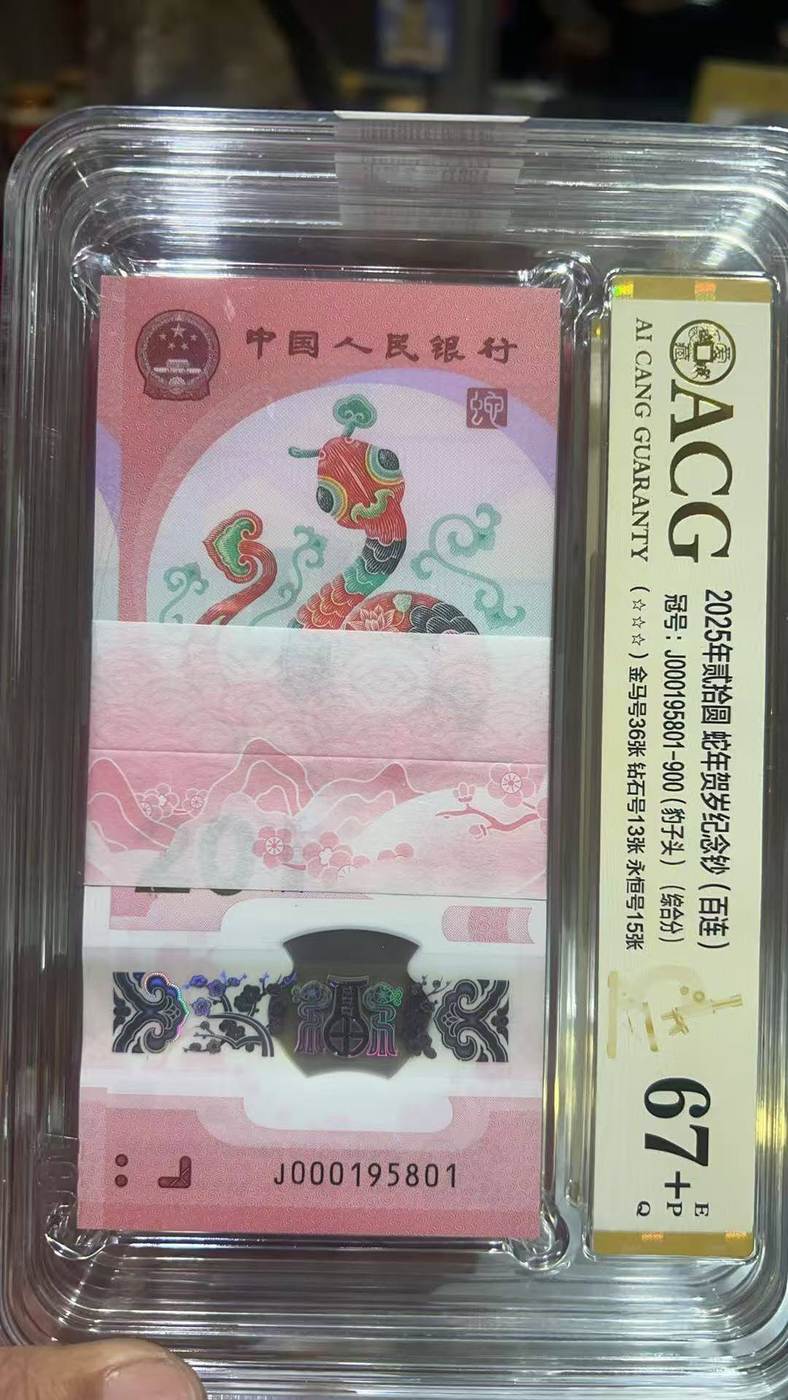 中国人民银行
蛇
20
J000195801
ACG
AI CANG GUARANTY
2025年贰拾圆 蛇年贺岁纪念钞（百连）
冠号：J000195801-900（豹子头）（综合分）
（☆☆☆）金马号36张 钻石号13张 永恒号15张
67+
EPQ